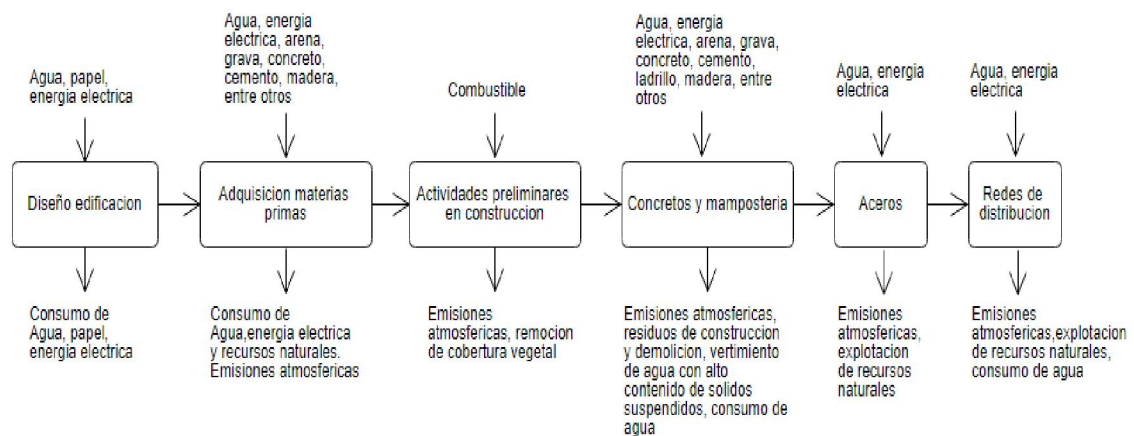 Agua, papel,
energia electrica
Agua, energia
electrica, arena,
grava, concreto,
cemento, madera,
entre otros
Combustible
Agua, energia
electrica, arena, grava,
concreto, cemento,
ladrillo, madera, entre
otros
Agua, energia
electrica
Agua, energia
electrica
Diseño edificacion
Adquisicion materias
primas
Actividades preliminares
en construccion
Concretos y mamposteria
Aceros
Redes de
distribucion
Consumo de
Agua, papel,
energia electrica
Consumo de
Agua,energia electrica
y recursos naturales.
Emisiones atmosfericas
Emisiones
atmosfericas, remocion
de cobertura vegetal
Emisiones atmosfericas,
residuos de construccion
y demolicion, vertimiento
de agua con alto
contenido de solidos
suspendidos, consumo de
agua
Emisiones
atmosfericas,
explotacion
de recursos
naturales
Emisiones
atmosfericas,explotacion
de recursos naturales,
consumo de agua